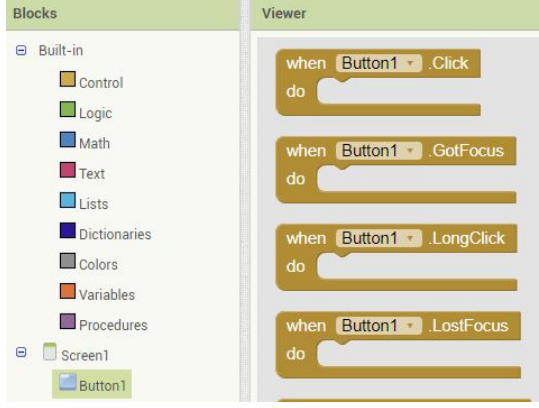 Blocks
Built-in
Control
Logic
Math
Text
Lists
Dictionaries
Colors
Variables
Procedures
Screen1
Button1
Viewer
when Button1 .Click
do
when Button1 .GotFocus
do
when Button1 .LongClick
do
when Button1 .LostFocus
do